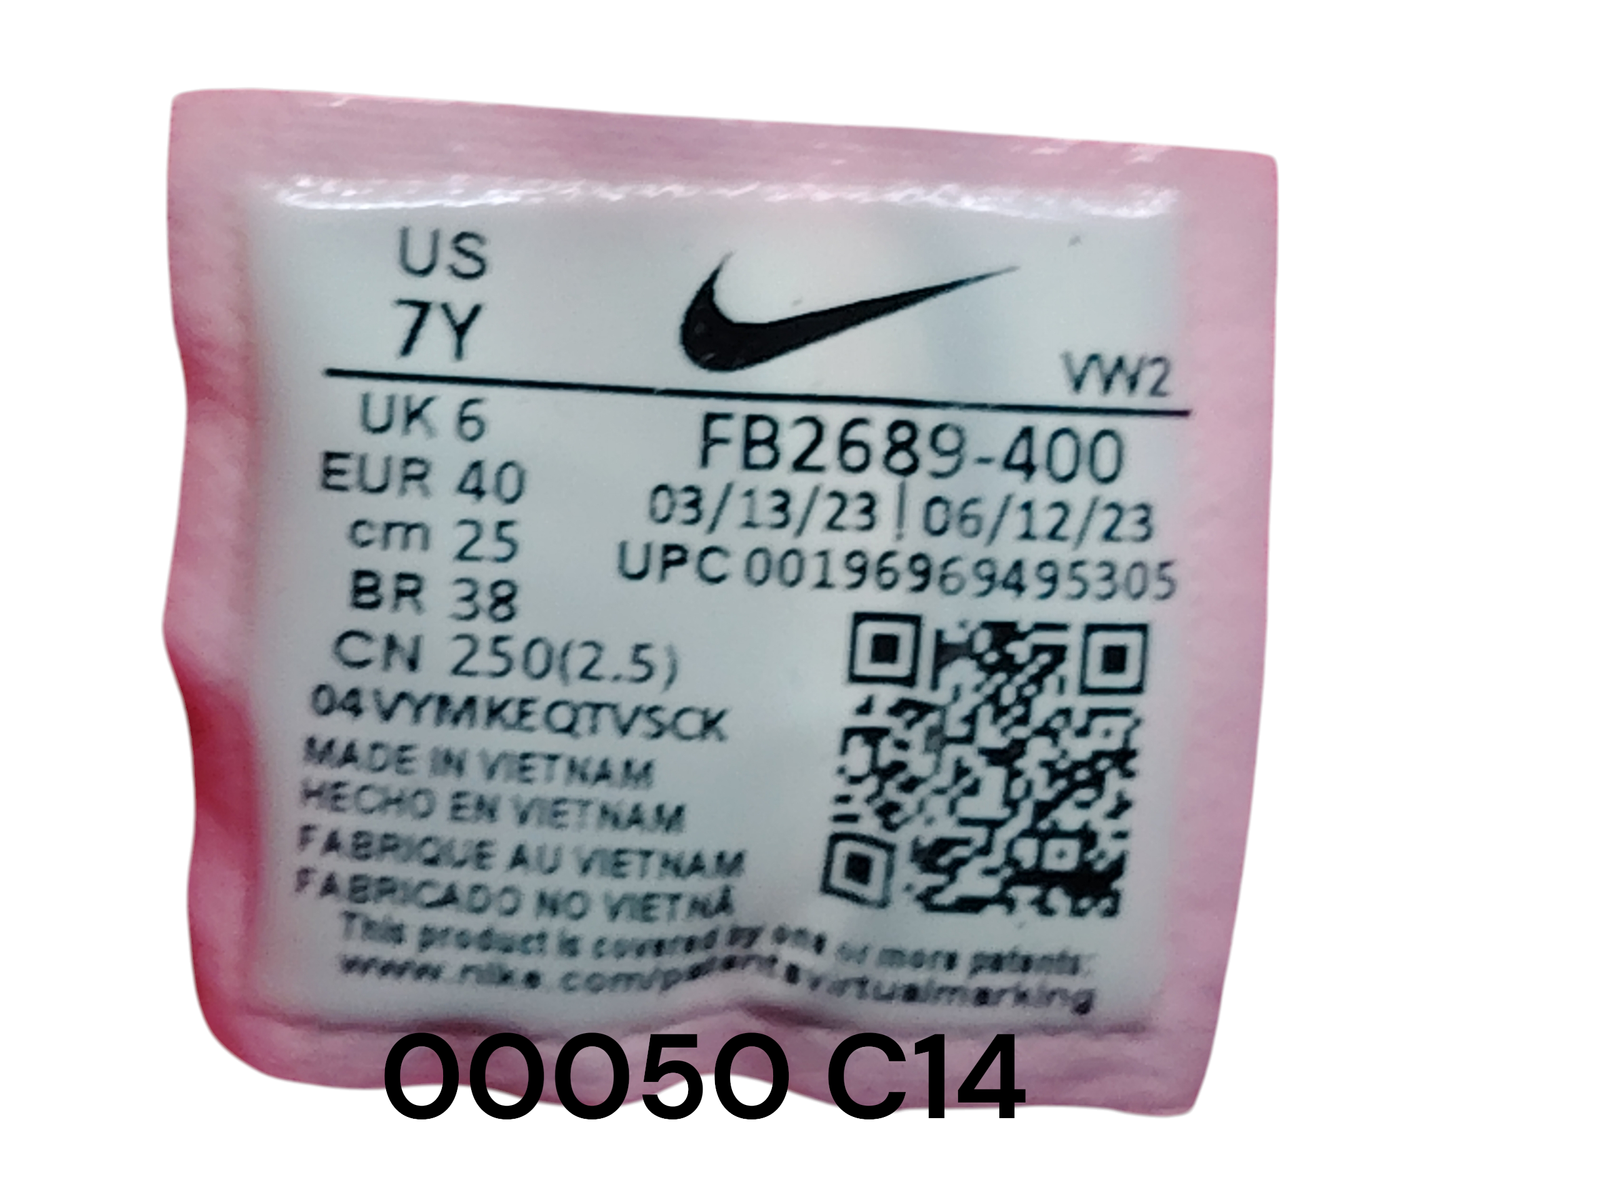 US
7Y
VW2
UK 6
EUR 40
cm 25
BR 38
CN 250(2.5)
FB2689-400
03/13/23 | 06/12/23
UPC 00196969495305
04VYMKEQTVSCK
MADE IN VIETNAM
HECHO EN VIETNAM
FABRIQUE AU VIETNAM
FABRICADO NO VIETNÃ
This product is covered by one or more patents:
www.nike.com/patentsvirtualmarking
00050 C14